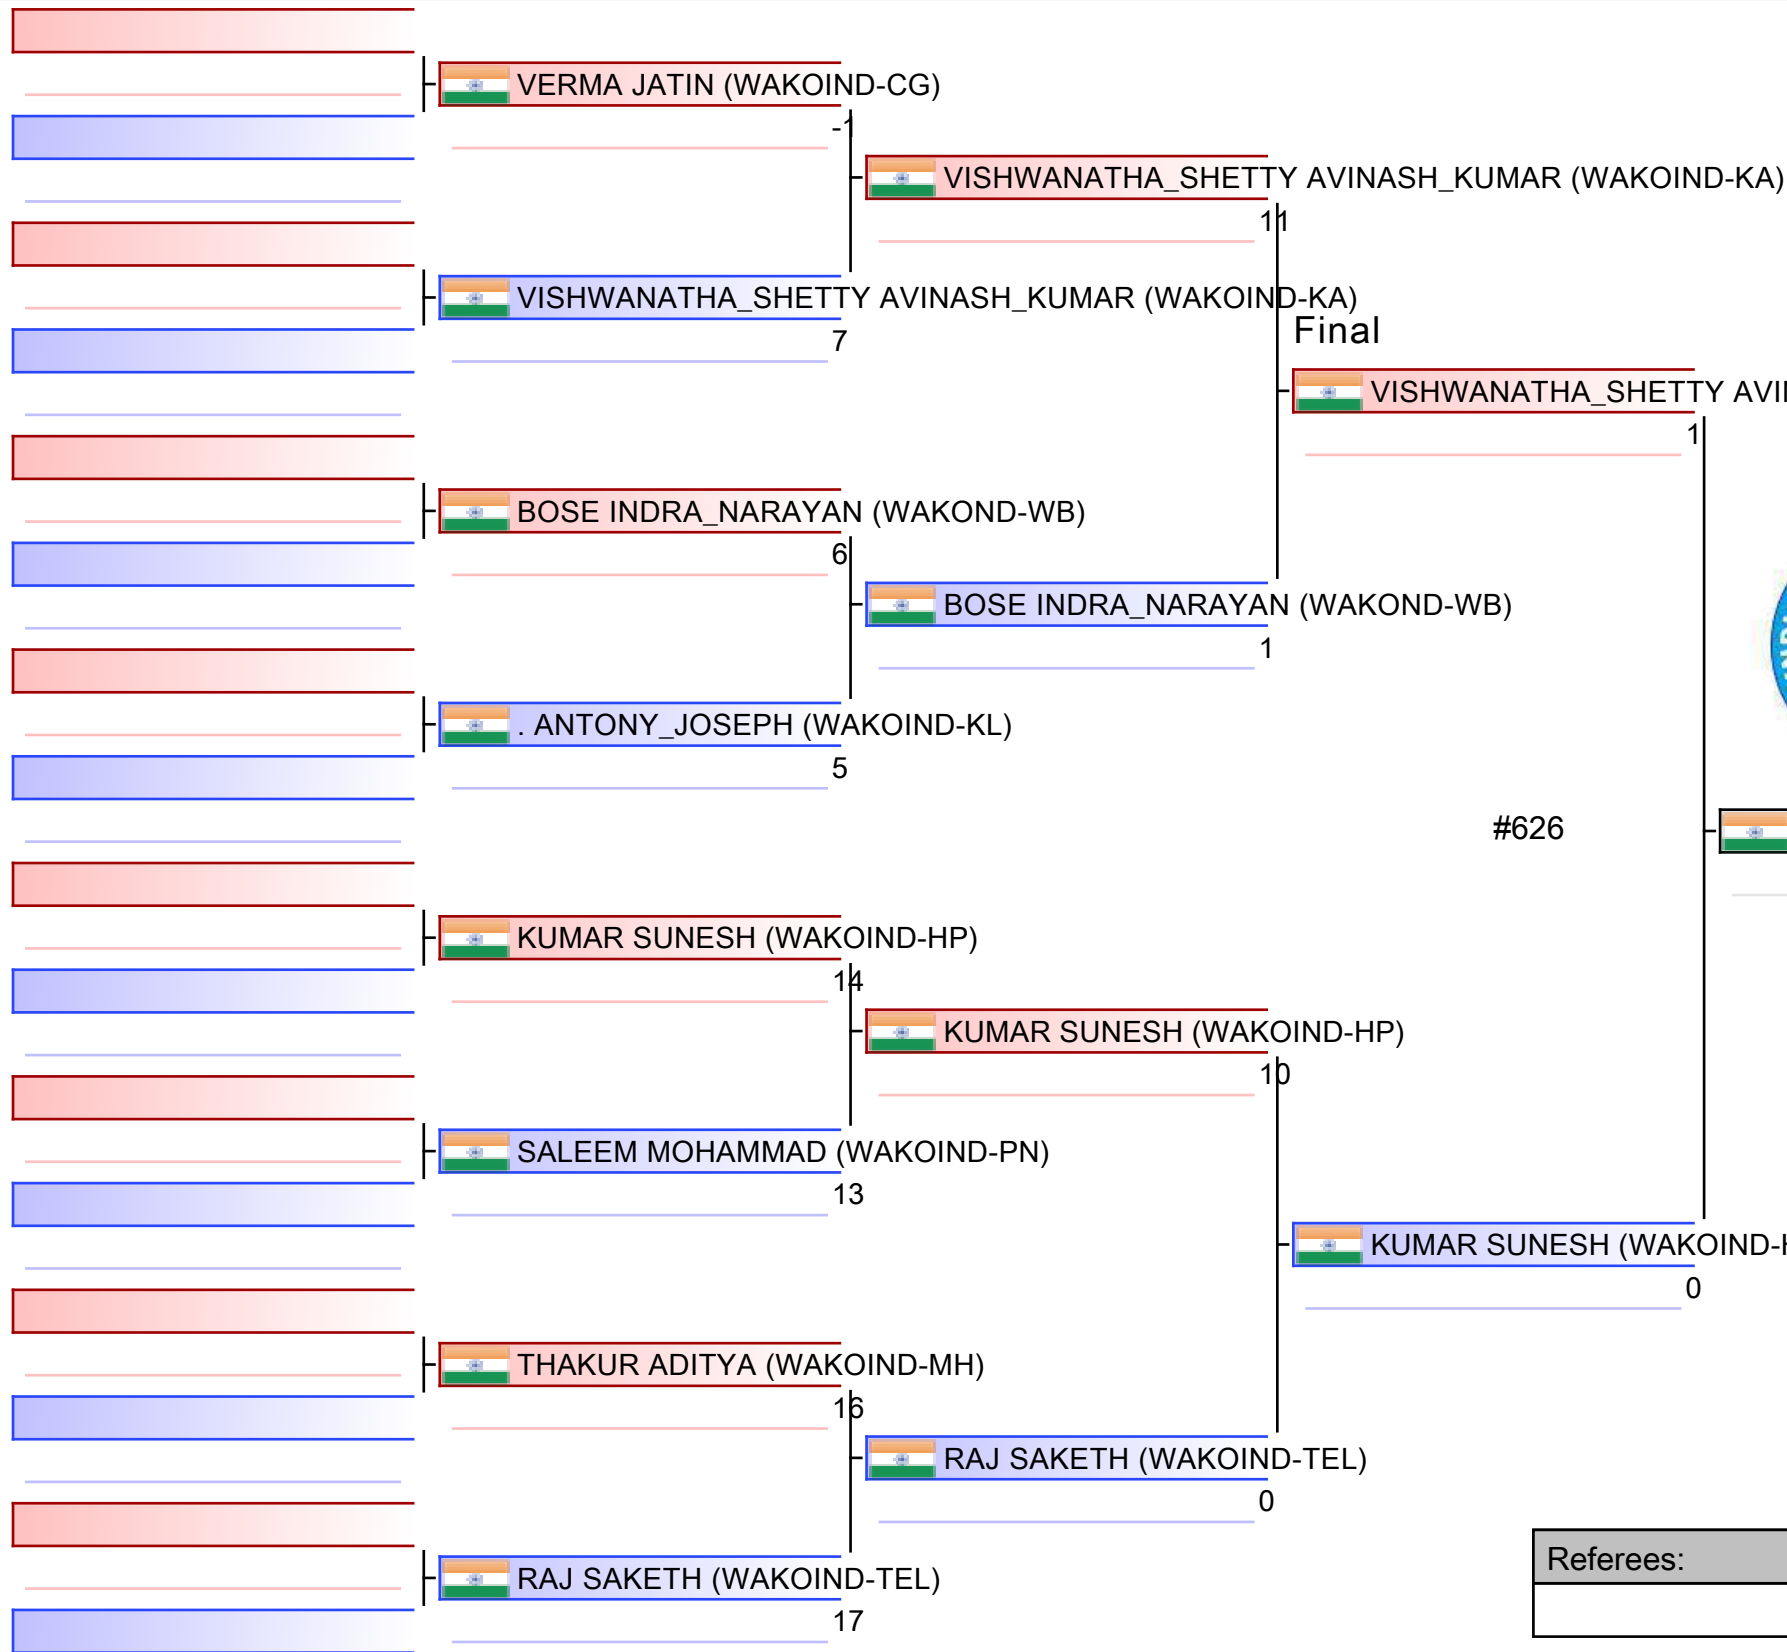 VERMA JATIN (WAKOIND-CG)
-1
VISHWANATHA_SHETTY AVINASH_KUMAR (WAKOIND-KA)
11
VISHWANATHA_SHETTY AVINASH_KUMAR (WAKOIND-KA)
7
Final
VISHWANATHA_SHETTY
1
BOSE INDRA_NARAYAN (WAKOND-WB)
6
BOSE INDRA_NARAYAN (WAKOND-WB)
1
. ANTONY_JOSEPH (WAKOIND-KL)
5
#626
KUMAR SUNESH (WAKOIND-HP)
14
KUMAR SUNESH (WAKOIND-HP)
10
SALEEM MOHAMMAD (WAKOIND-PN)
13
KUMAR SUNESH (WAKOIND-
0
THAKUR ADITYA (WAKOIND-MH)
16
RAJ SAKETH (WAKOIND-TEL)
0
RAJ SAKETH (WAKOIND-TEL)
17
Referees: